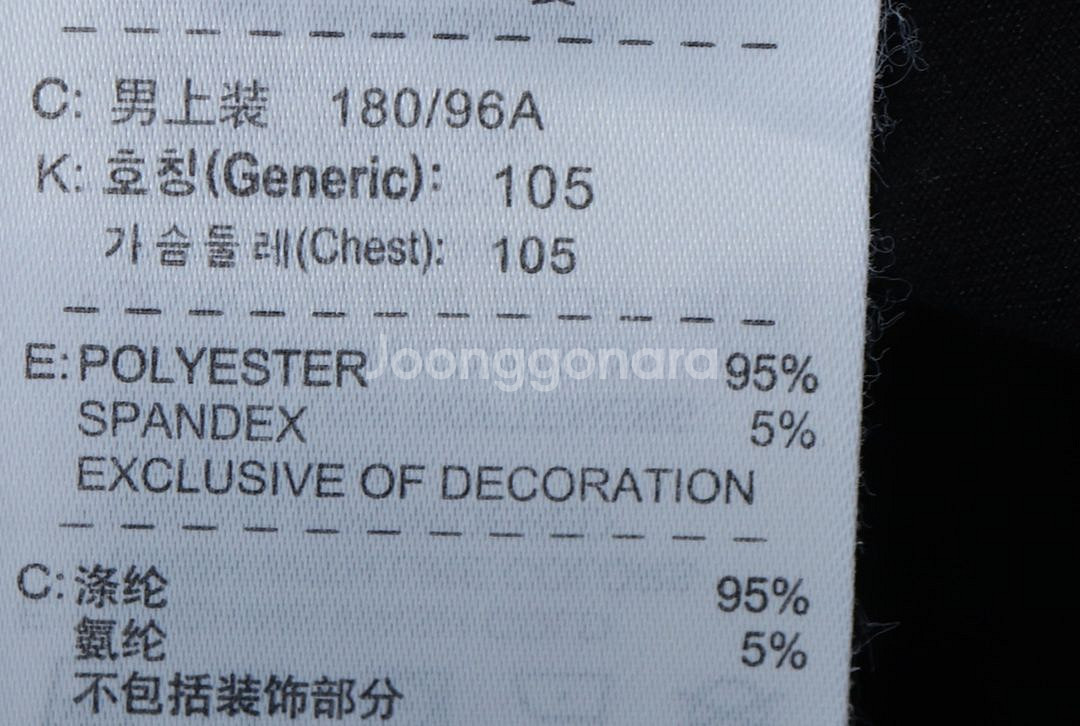 C: 男上装 180/96A
K: 호칭(Generic): 105
가슴둘레(Chest): 105
E: POLYESTER 95%
SPANDEX 5%
EXCLUSIVE OF DECORATION
C: 涤纶 95%
氨纶 5%
不包括装饰部分
Joonggonara